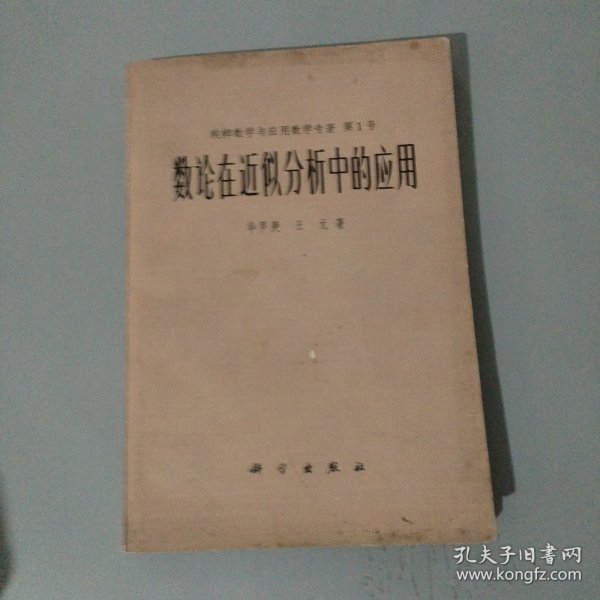 纯粹数学与应用数学专著 第1号
数论在近似分析中的应用
华罗庚 王 元 著
科学出版社
孔夫子旧书网
www.kongfz.com